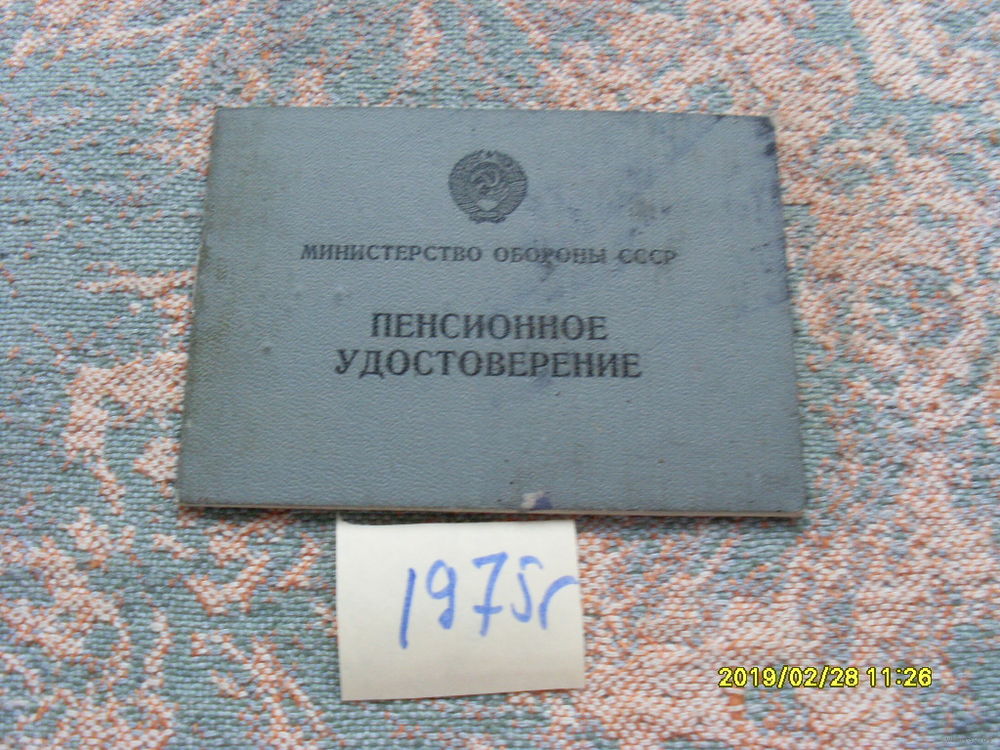 МИНИСТЕРСТВО ОБОРОНЫ СССР
ПЕНСИОННОЕ
УДОСТОВЕРЕНИЕ
1975г
2019/02/28 11:26